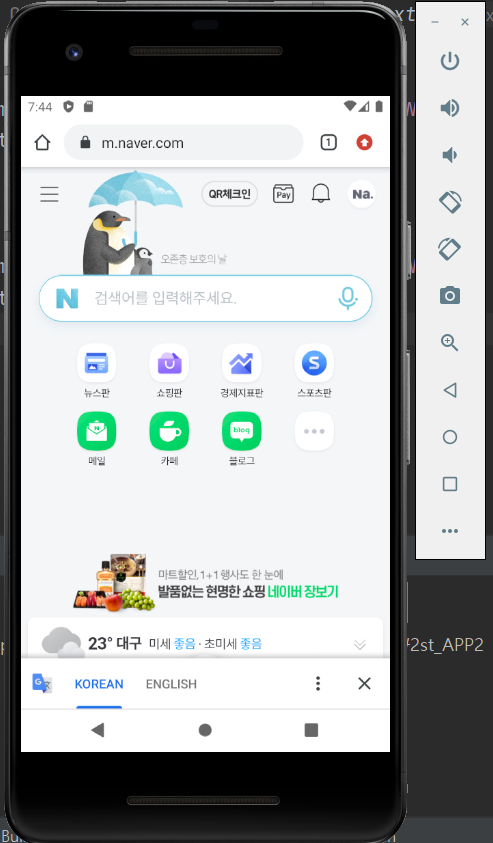 7:44
m.naver.com
1
QR체크인
Pay
Na.
오존층 보호의 날
N
검색어를 입력해주세요.
뉴스판
쇼핑판
경제지표판
S
스포츠판
메일
카페
blog
블로그
마트할인, 1+1 행사도 한 눈에
발품없는 현명한 쇼핑 네이버 장보기
23° 대구 미세 좋음 · 초미세 좋음
G
KOREAN
ENGLISH
2st_APP2